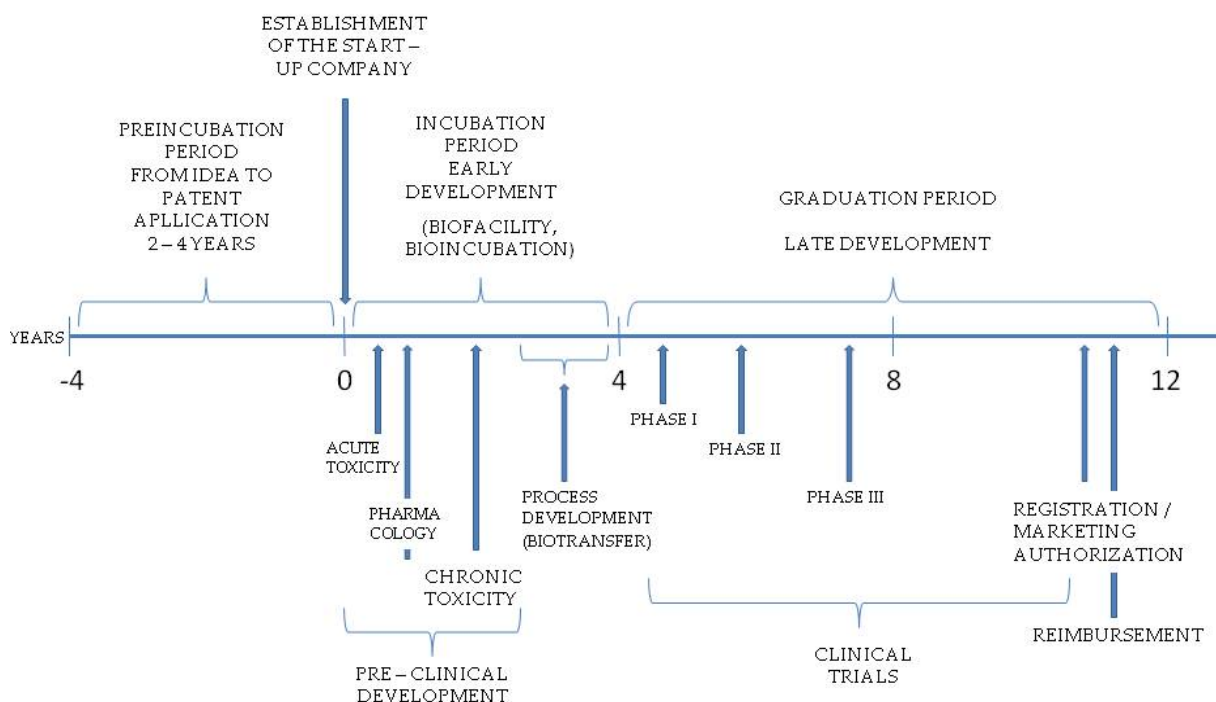 ESTABLISHMENT
OF THE START –
UP COMPANY
PREINCUBATION
PERIOD
FROM IDEA TO
PATENT
APLLICATION
2 – 4 YEARS
INCUBATION
PERIOD
EARLY
DEVELOPMENT
(BIOFACILITY,
BIOINCUBATION)
GRADUATION PERIOD
LATE DEVELOPMENT
YEARS
-4
0
4
8
12
ACUTE
TOXICITY
PHARMA
COLOGY
CHRONIC
TOXICITY
PROCESS
DEVELOPMENT
(BIOTRANSFER)
PHASE I
PHASE II
PHASE III
REGISTRATION /
MARKETING
AUTHORIZATION
REIMBURSEMENT
PRE – CLINICAL
DEVELOPMENT
CLINICAL
TRIALS